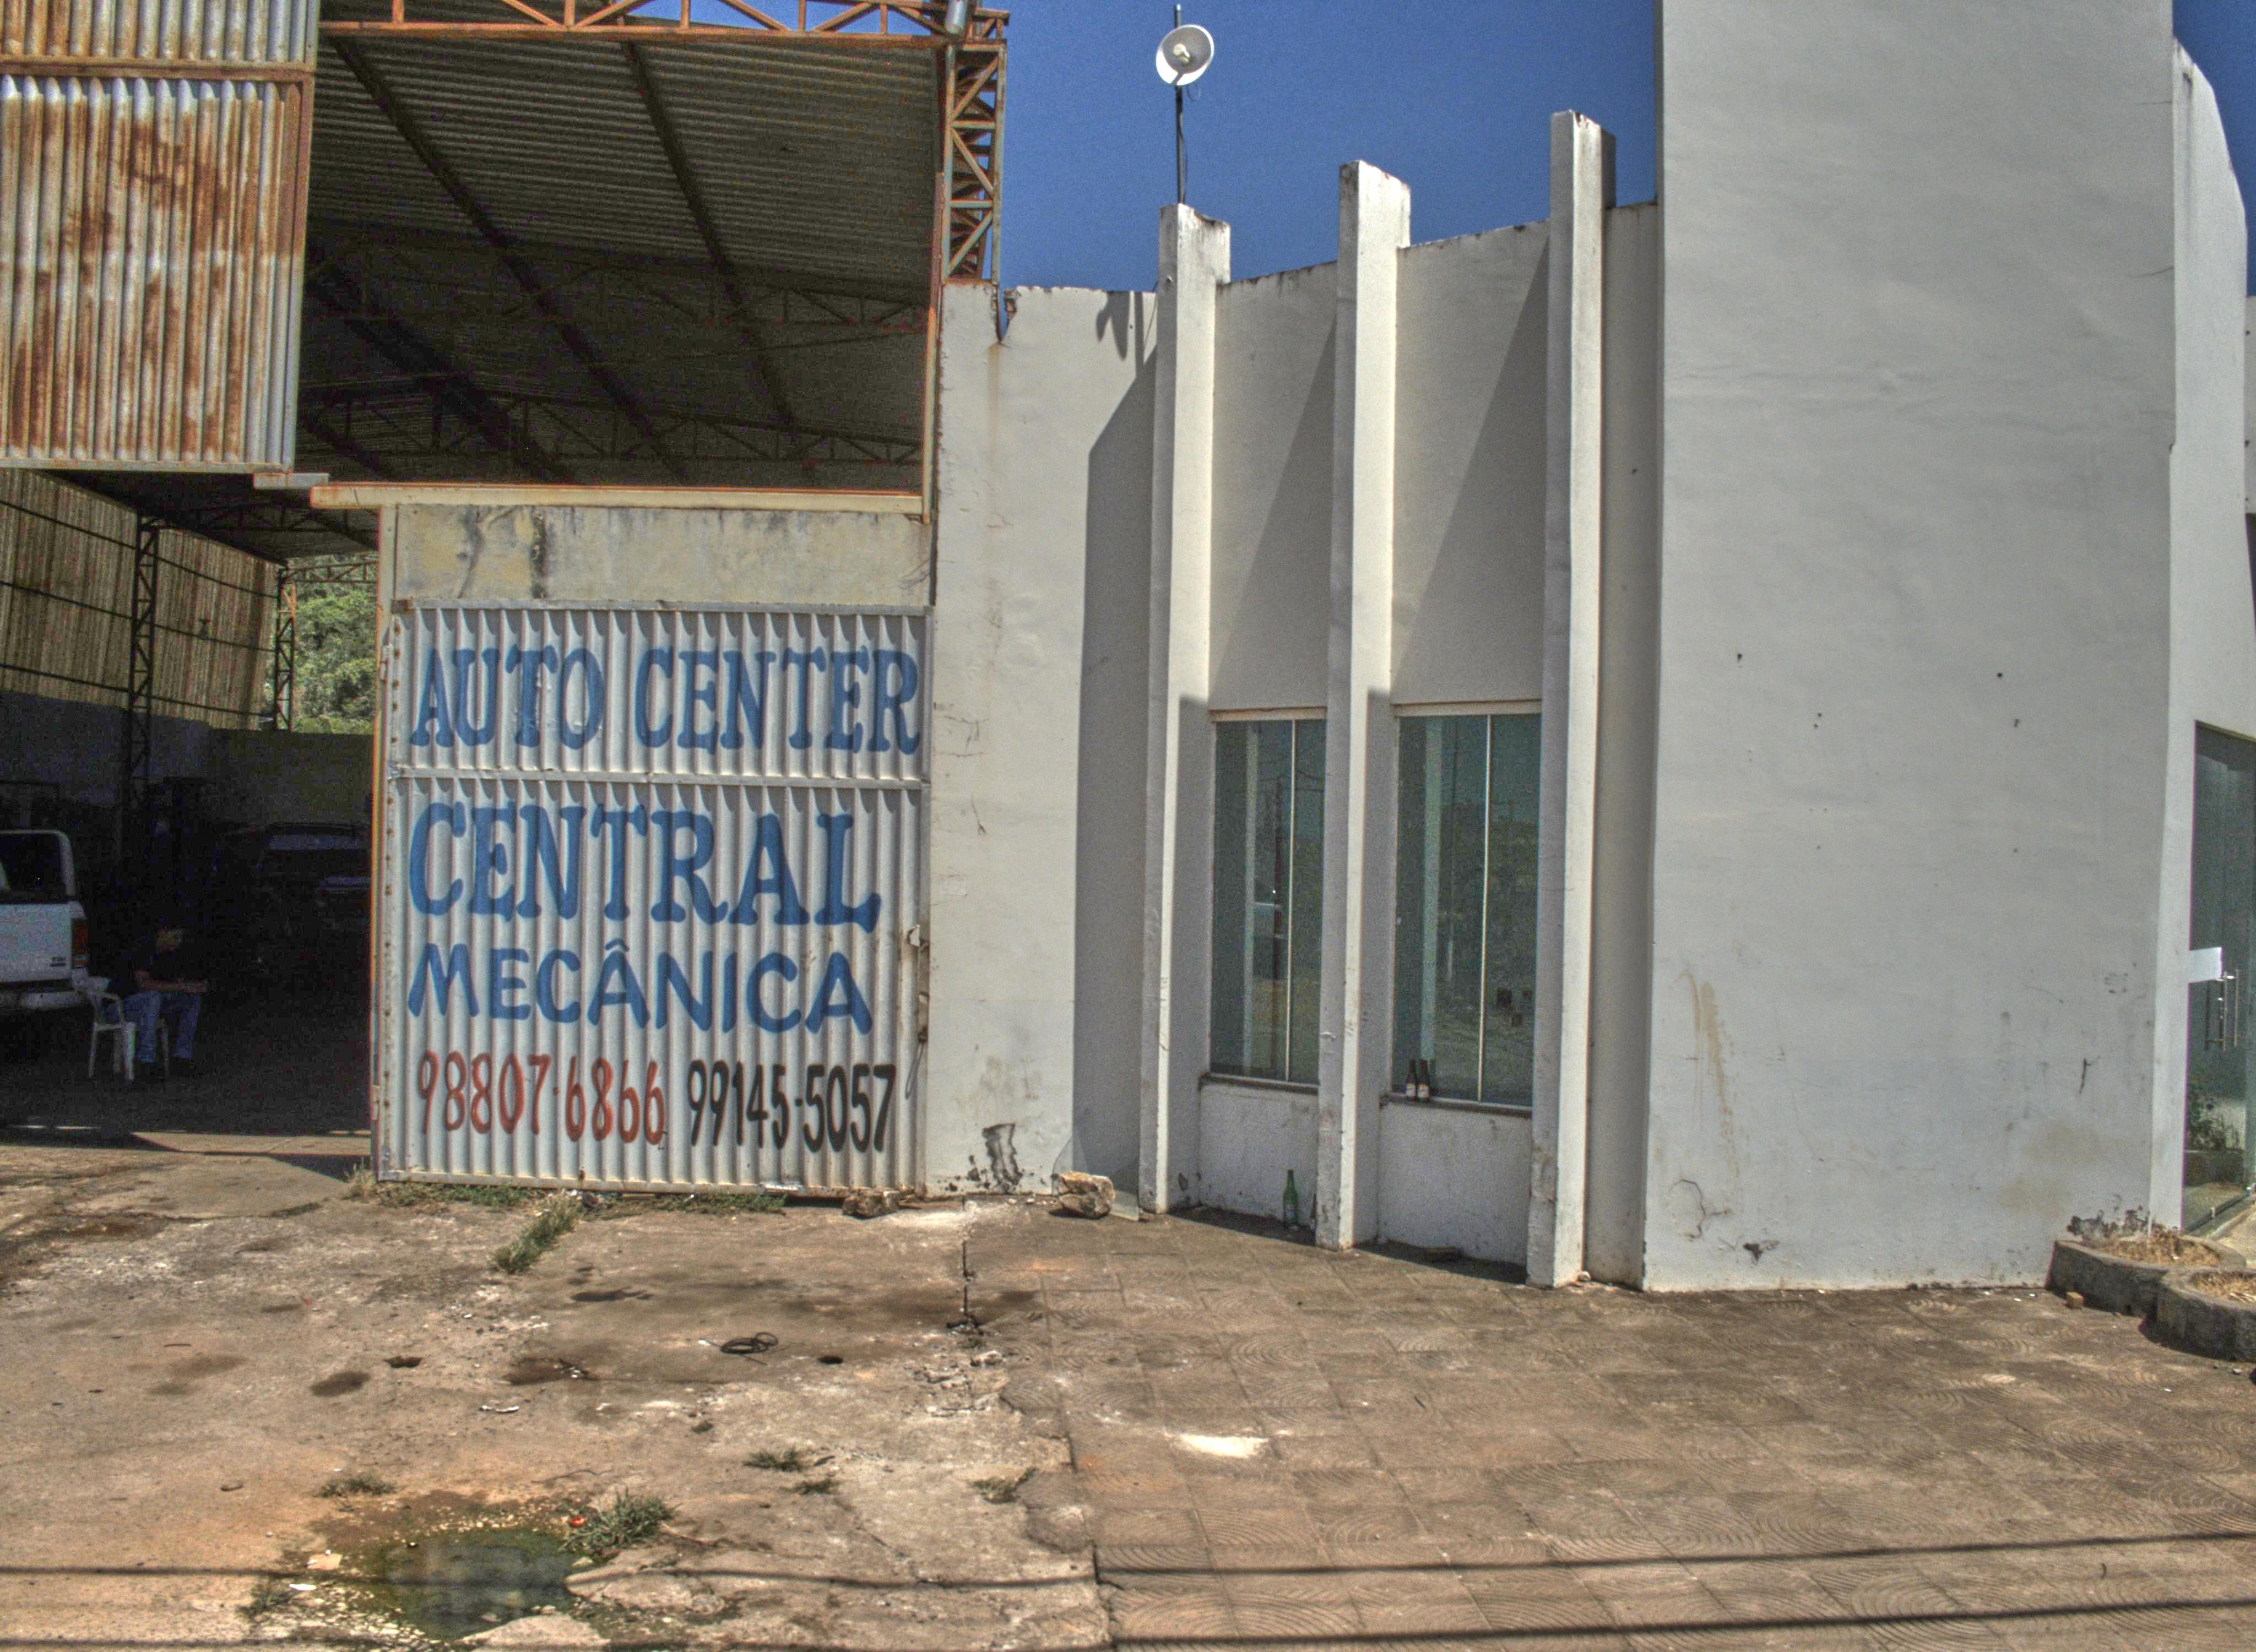 AUTO CENTER
CENTRAL
MECÂNICA
98807-6866 99145-5057